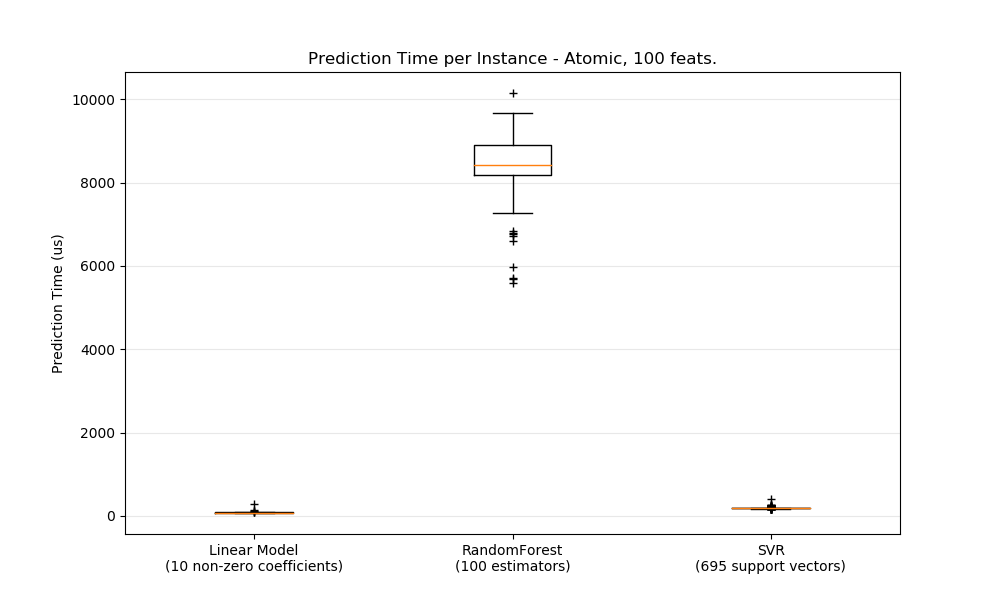 Prediction Time per Instance - Atomic, 100 feats.
Prediction Time (us)
10000
8000
6000
4000
2000
0
Linear Model
(10 non-zero coefficients)
RandomForest
(100 estimators)
SVR
(695 support vectors)